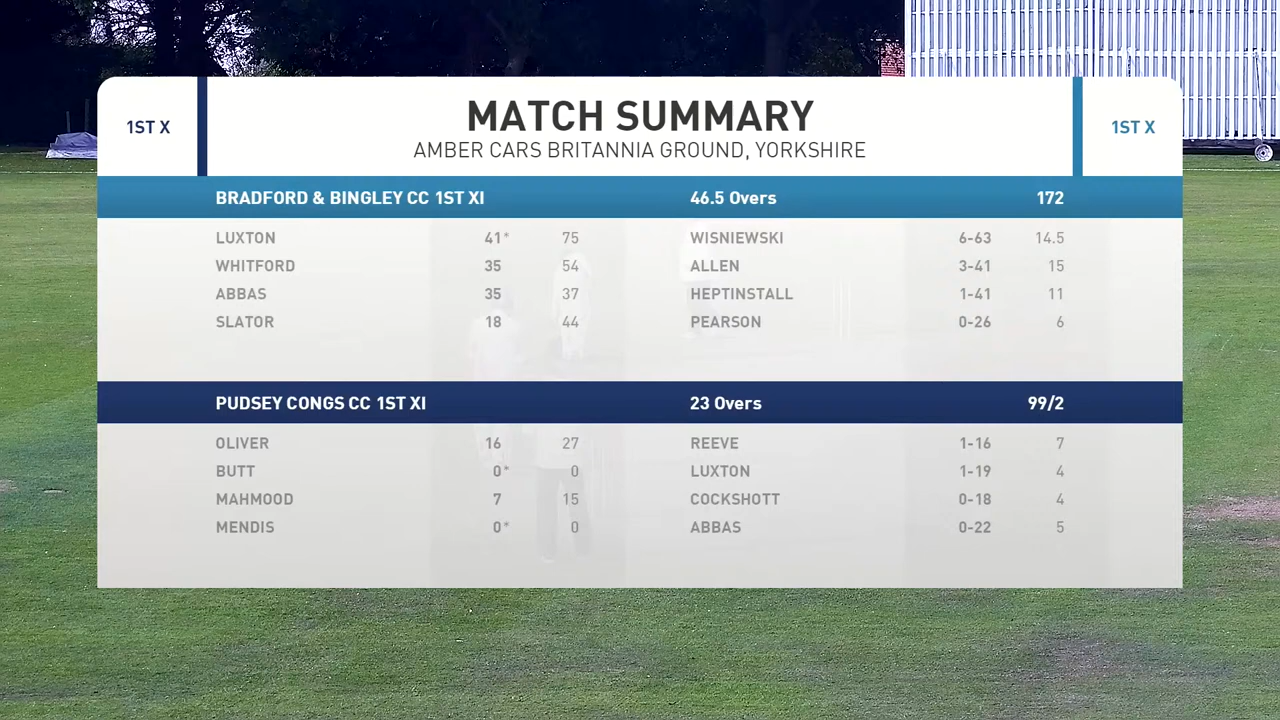 1ST X
MATCH SUMMARY
1ST X
AMBER CARS BRITANNIA GROUND, YORKSHIRE
BRADFORD & BINGLEY CC 1ST XI 46.5 Overs 172
LUXTON 41* 75 WISNIEWSKI 6-63 14.5
WHITFORD 35 54 ALLEN 3-41 15
ABBAS 35 37 HEPTINSTALL 1-41 11
SLATOR 18 44 PEARSON 0-26 6
PUDSEY CONGS CC 1ST XI 23 Overs 99/2
OLIVER 16 27 REEVE 1-16 7
BUTT 0* 0 LUXTON 1-19 4
MAHMOOD 7 15 COCKSHOTT 0-18 4
MENDIS 0* 0 ABBAS 0-22 5